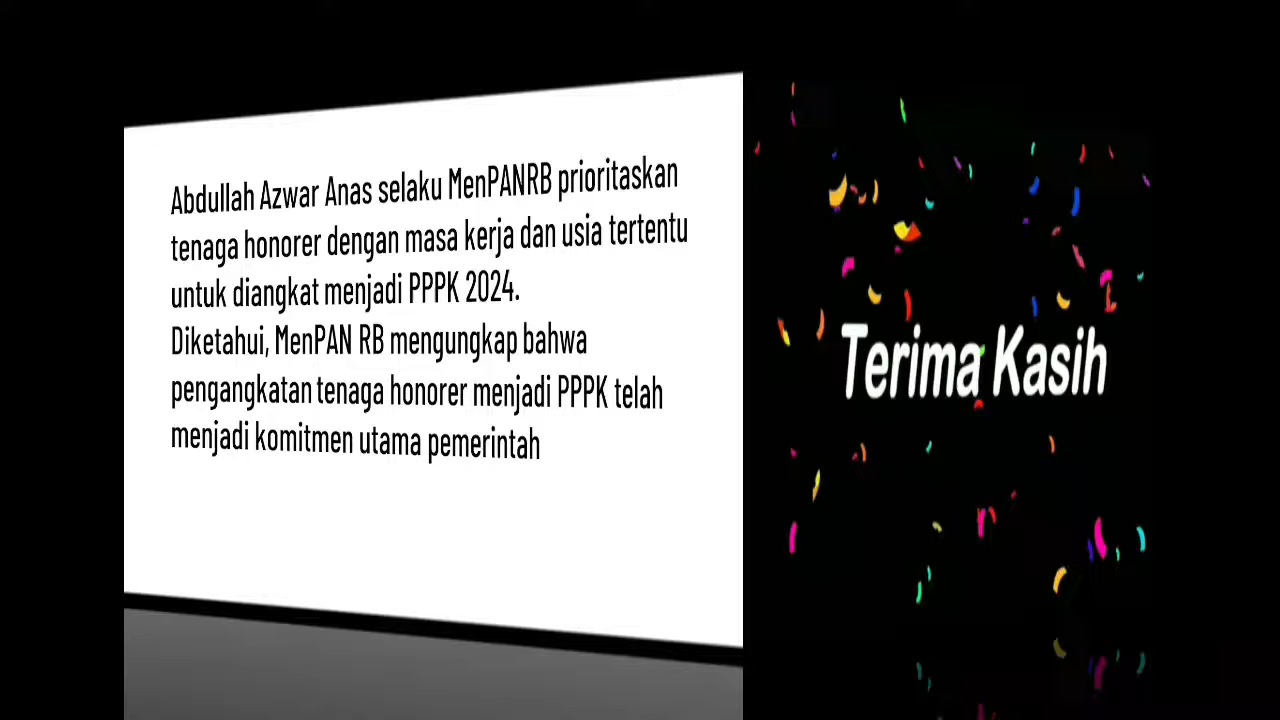 Abdullah Azwar Anas selaku MenPANRB prioritaskan
tenaga honorer dengan masa kerja dan usia tertentu
untuk diangkat menjadi PPPK 2024.
Diketahui, MenPAN RB mengungkap bahwa
pengangkatan tenaga honorer menjadi PPPK telah
menjadi komitmen utama pemerintah
Terima Kasih